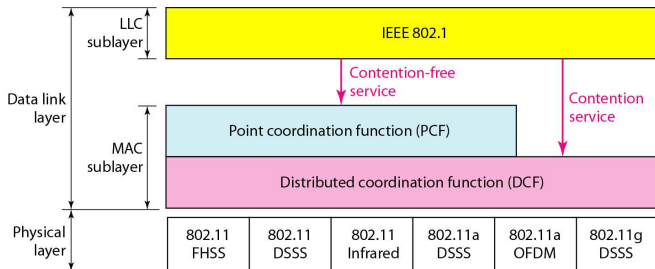 LLC
sublayer
IEEE 802.1
Contention-free
service
Contention
service
Data link
layer
MAC
sublayer
Point coordination function (PCF)
Distributed coordination function (DCF)
Physical
layer
802.11
FHSS
802.11
DSSS
802.11
Infrared
802.11a
DSSS
802.11a
OFDM
802.11g
DSSS